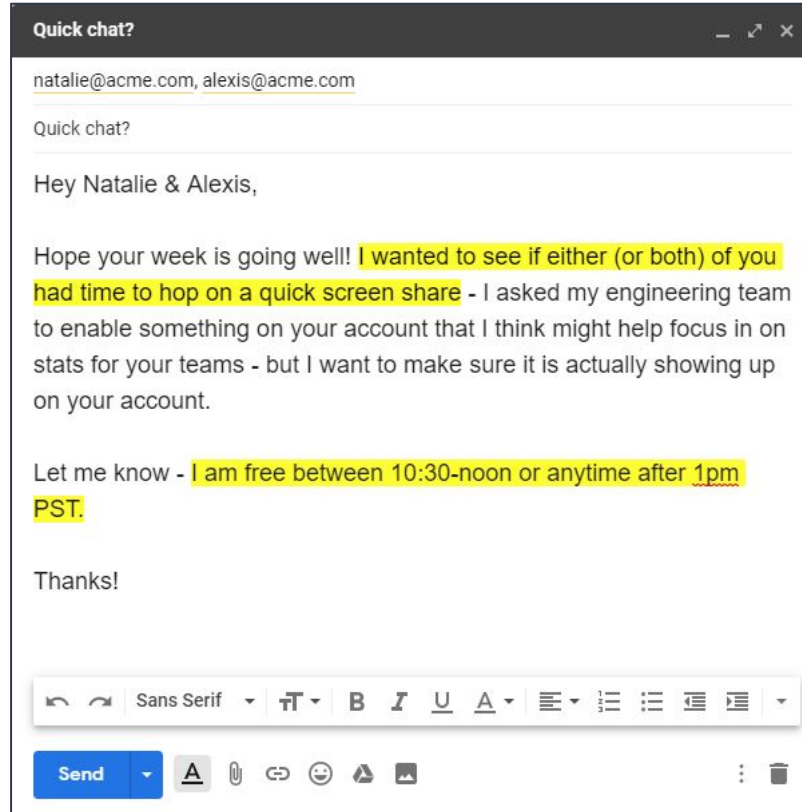 Quick chat?
natalie@acme.com, alexis@acme.com
Quick chat?
Hey Natalie & Alexis,
Hope your week is going well! I wanted to see if either (or both) of you
had time to hop on a quick screen share - I asked my engineering team
to enable something on your account that I think might help focus in on
stats for your teams - but I want to make sure it is actually showing up
on your account.
Let me know - I am free between 10:30-noon or anytime after 1pm
PST.
Thanks!
Sans Serif
Send